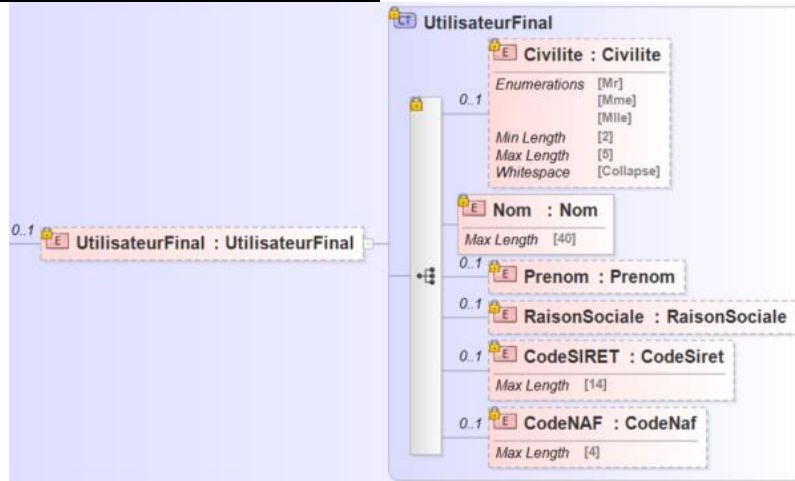 CT UtilisateurFinal
E Civilite : Civilite
Enumerations [Mr]
0..1 [Mme]
[Mlle]
Min Length [2]
Max Length [5]
Whitespace [Collapse]
E Nom : Nom
Max Length [40]
0..1 E UtilisateurFinal : UtilisateurFinal
0..1 E Prenom : Prenom
0..1 E RaisonSociale : RaisonSociale
0..1 E CodeSIRET : CodeSiret
Max Length [14]
0..1 E CodeNAF : CodeNaf
Max Length [4]